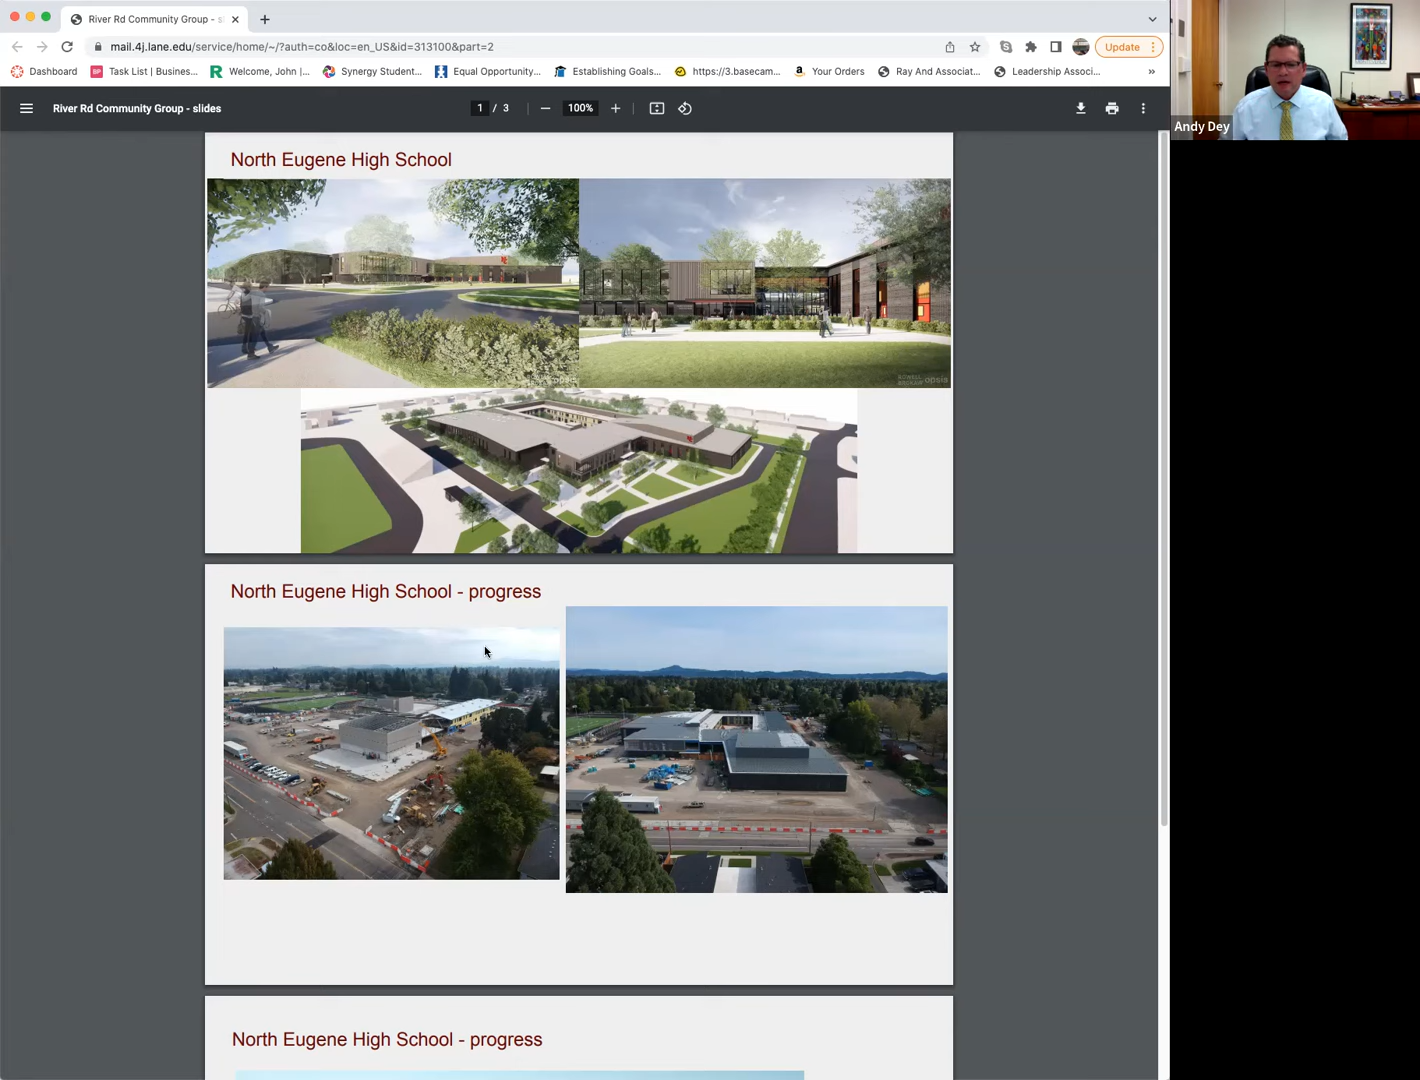 River Rd Community Group - s
mail.4j.lane.edu/service/home/~/?auth=co&loc=en_US&id=313100&part=2
Update
Dashboard
Task List | Busines...
Welcome, John |...
Synergy Student...
Equal Opportunity...
Establishing Goals...
https://3.basecam...
Your Orders
Ray And Associat...
Leadership Associ...
»
River Rd Community Group - slides
1 / 3
100%
Andy Dey
North Eugene High School
opsis
North Eugene High School - progress
North Eugene High School - progress